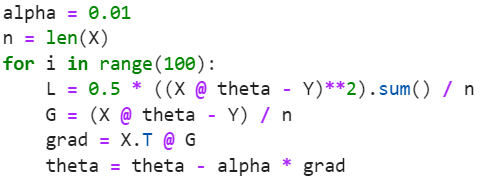 alpha = 0.01
n = len(X)
for i in range(100):
    L = 0.5 * ((X @ theta - Y)**2).sum() / n
    G = (X @ theta - Y) / n
    grad = X.T @ G
    theta = theta - alpha * grad